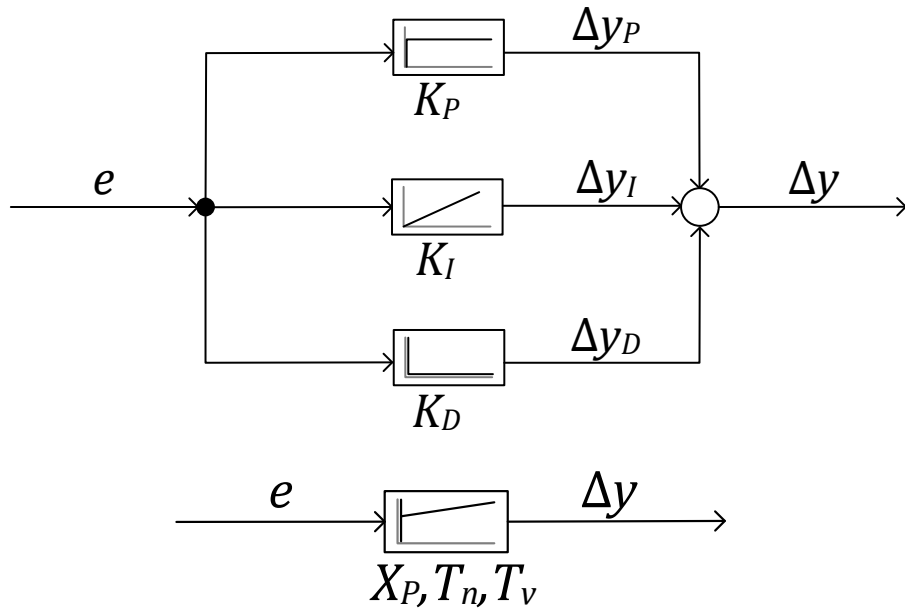 Δy_P
K_P
e
Δy_I
Δy
K_I
Δy_D
K_D
e
Δy
X_P, T_n, T_v